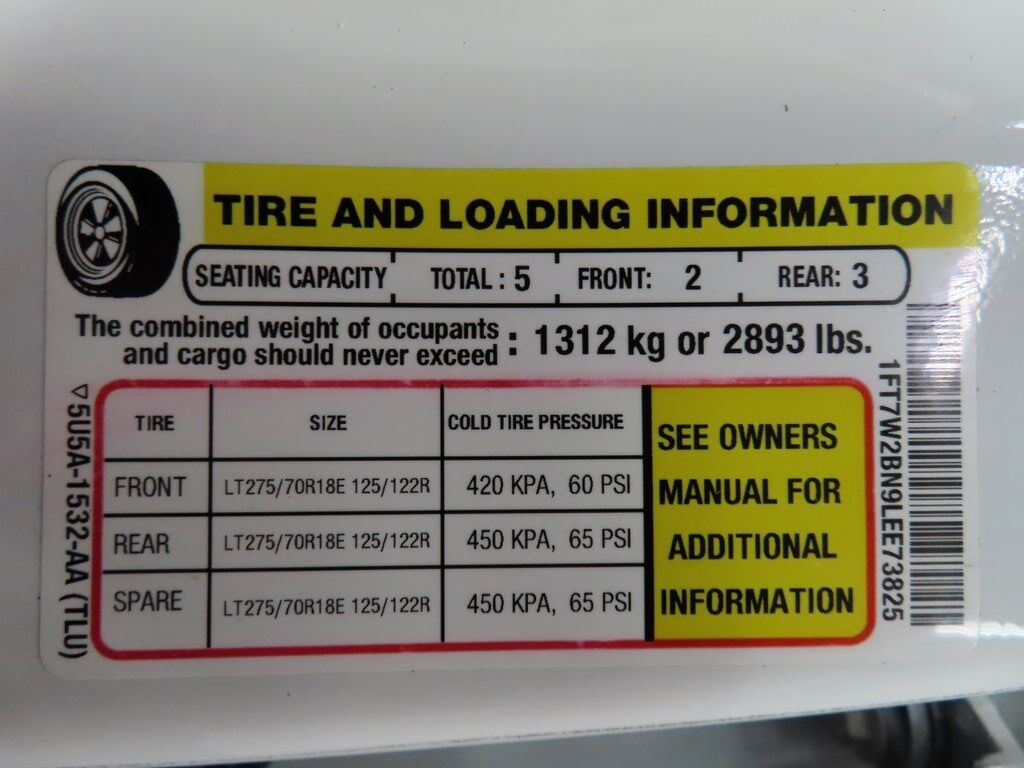 TIRE AND LOADING INFORMATION
SEATING CAPACITY TOTAL : 5 FRONT: 2 REAR: 3
The combined weight of occupants
and cargo should never exceed : 1312 kg or 2893 lbs.
TIRE SIZE COLD TIRE PRESSURE
FRONT LT275/70R18E 125/122R 420 KPA, 60 PSI
REAR LT275/70R18E 125/122R 450 KPA, 65 PSI
SPARE LT275/70R18E 125/122R 450 KPA, 65 PSI
SEE OWNERS
MANUAL FOR
ADDITIONAL
INFORMATION
5U5A-1532-AA (TLU)
1FT7W2BN9LEE73825